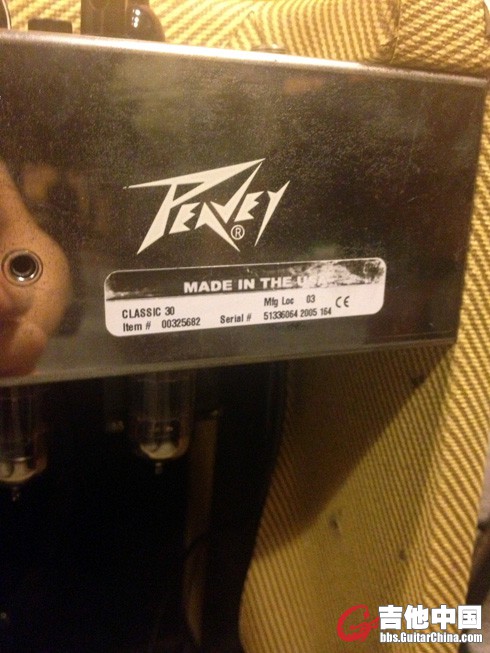 PEAVEY®
MADE IN THE
CLASSIC 30
Mfg Loc 03 CE
Item # 00325682 Serial # 51336064 2005 164
吉他中国
bbs.GuitarChina.com